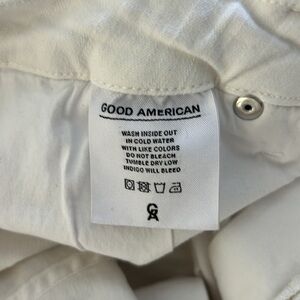 GOOD AMERICAN
WASH INSIDE OUT
IN COLD WATER
WITH LIKE COLORS
DO NOT BLEACH
TUMBLE DRY LOW
INDIGO WILL BLEED
GA